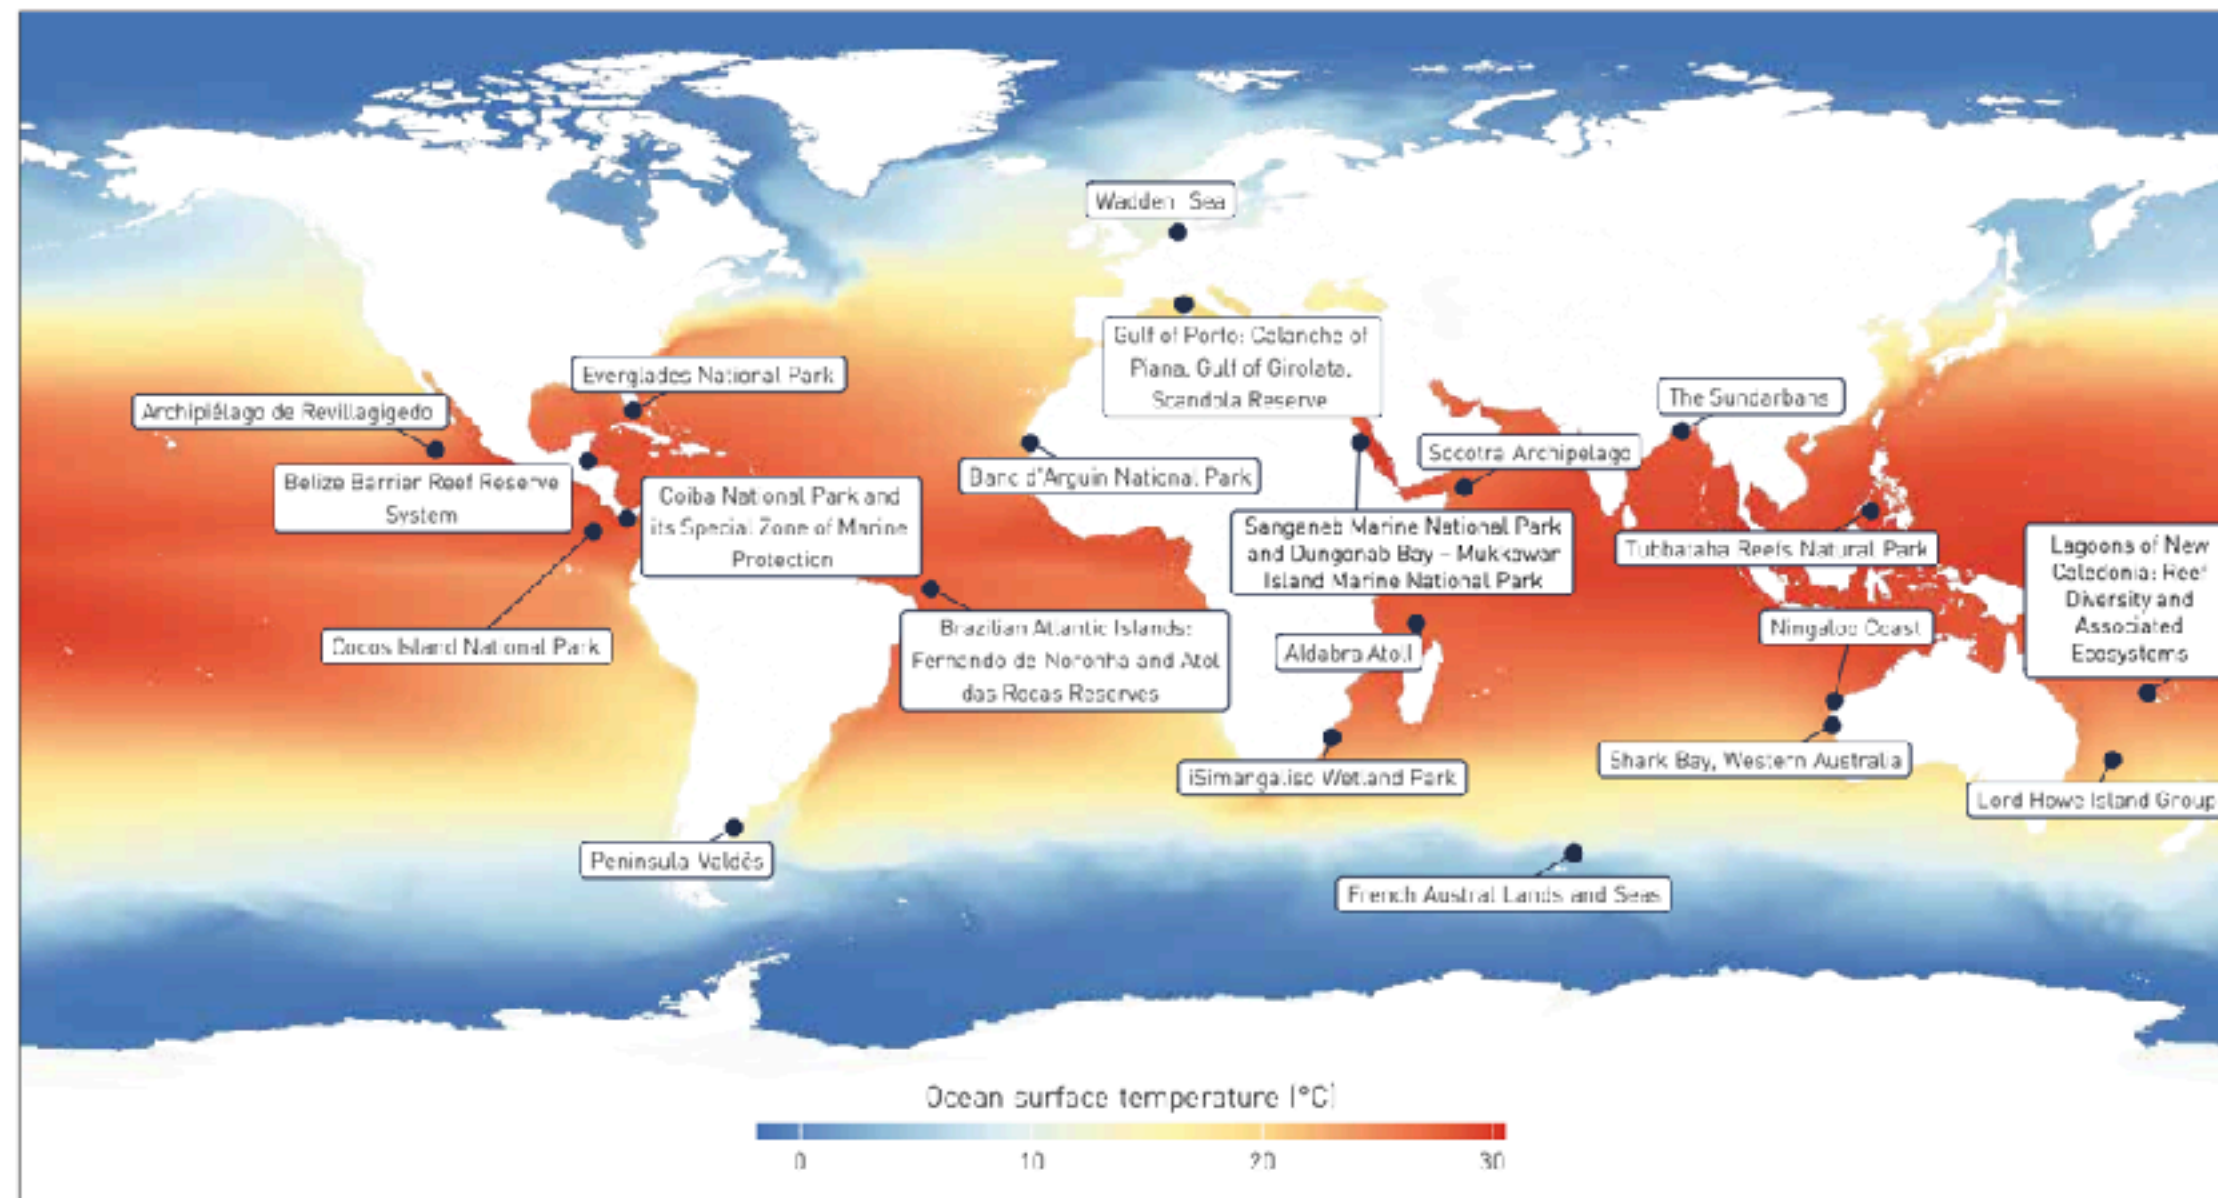 Wadden Sea
Gulf of Porto: Calanche of
Piana, Gulf of Girolata,
Scandola Reserve
Everglades National Park
Archipiélago de Revillagigedo
The Sundarbans
Belize Barrier Reef Reserve
System
Coiba National Park and
its Special Zone of Marine
Protection
Banc d'Arguin National Park
Socotra Archipelago
Sanganeb Marine National Park
and Dungonab Bay – Mukkawar
Island Marine National Park
Tubbataha Reefs Natural Park
Lagoons of New
Caledonia: Reef
Diversity and
Associated
Ecosystems
Cocos Island National Park
Brazilian Atlantic Islands:
Fernando de Noronha and Atol
das Rocas Reserves
Aldabra Atoll
Ningaloo Coast
iSimangaliso Wetland Park
Shark Bay, Western Australia
Lord Howe Island Group
Peninsula Valdés
French Austral Lands and Seas
Ocean surface temperature (°C)
0 10 20 30